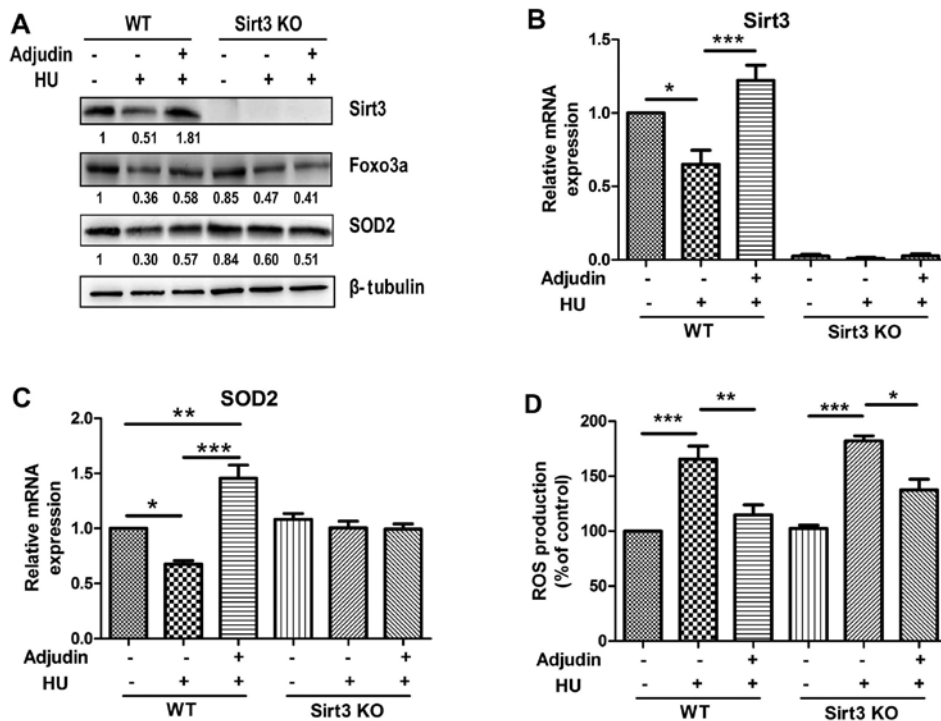 A
WT Sirt3 KO
Adjudin - - + - - +
HU - + + - + +
Sirt3
1 0.51 1.81
Foxo3a
1 0.36 0.58 0.85 0.47 0.41
SOD2
1 0.30 0.57 0.84 0.60 0.51
β-tubulin
B
Sirt3
Relative mRNA
expression
1.5
1.0
0.5
0.0
* ***
Adjudin - - + - - +
HU - + + - + +
WT Sirt3 KO
C
SOD2
Relative mRNA
expression
2.0
1.5
1.0
0.5
0.0
**
***
*
Adjudin - - + - - +
HU - + + - + +
WT Sirt3 KO
D
ROS production
(%of control)
200
150
100
50
0
*** ** *** *
Adjudin - - + - - +
HU - + + - + +
WT Sirt3 KO